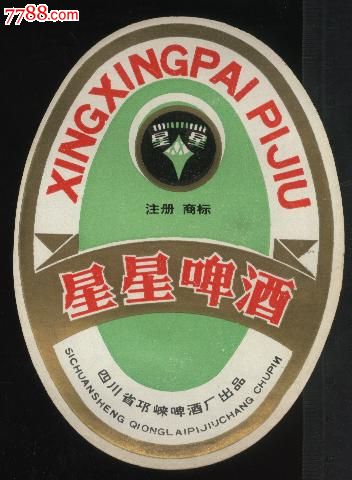 7788.com
XINGXINGPAI PIJIU
星星
注册 商标
星星啤酒
四川省邛崃啤酒厂出品
SICHUANSHENG QIONGLAIPIJIUCHANG CHUPIИ